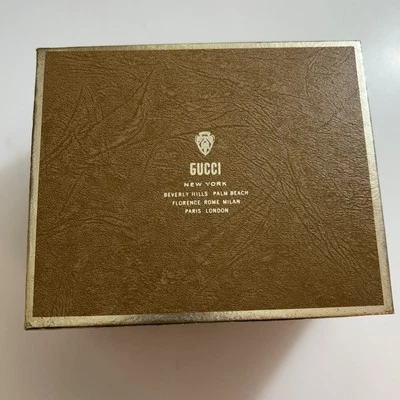 GUCCI
NEW YORK
BEVERLY HILLS PALM BEACH
FLORENCE ROME MILAN
PARIS LONDON